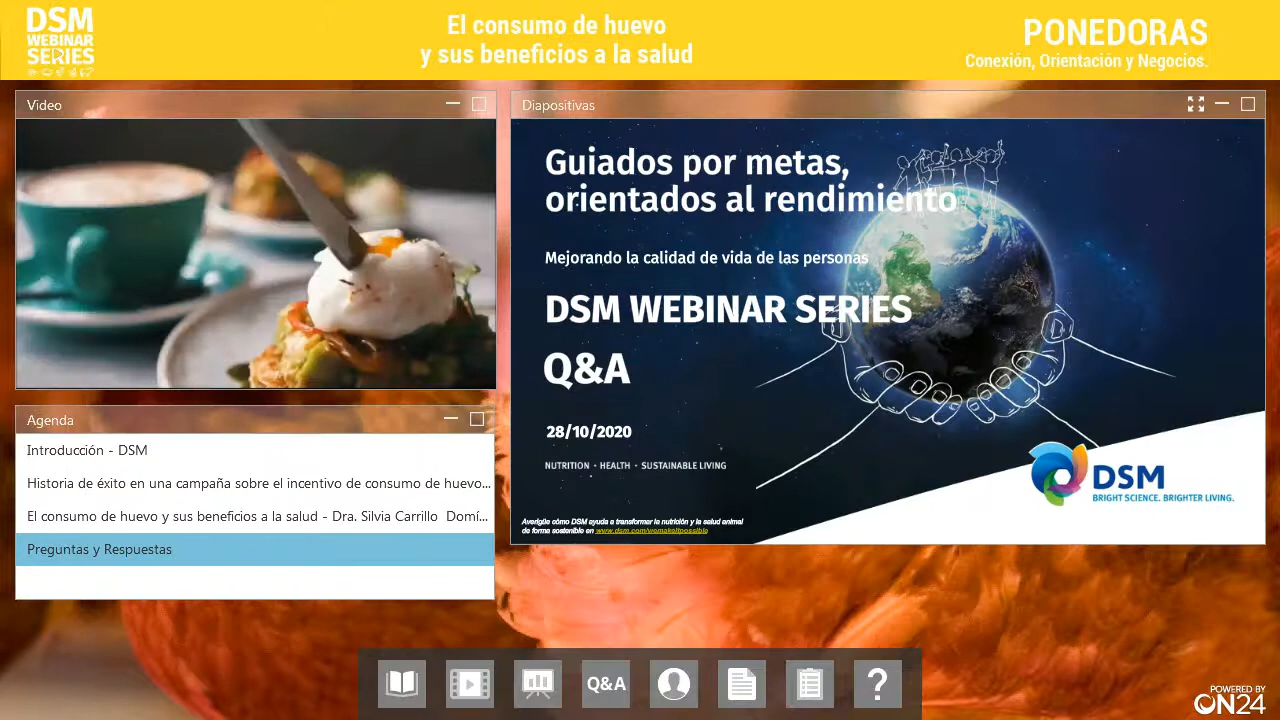 DSM
WEBINAR
SERIES
El consumo de huevo
y sus beneficios a la salud
PONEDORAS
Conexión, Orientación y Negocios.
Video
Diapositivas
Guiados por metas,
orientados al rendimiento
Mejorando la calidad de vida de las personas
DSM WEBINAR SERIES
Q&A
28/10/2020
NUTRITION · HEALTH · SUSTAINABLE LIVING
DSM
BRIGHT SCIENCE. BRIGHTER LIVING.
Averigüe cómo DSM ayuda a transformar la nutrición y la salud animal
de forma sostenible en www.dsm.com/wemakeitpossible
Agenda
Introducción - DSM
Historia de éxito en una campaña sobre el incentivo de consumo de huevo...
El consumo de huevo y sus beneficios a la salud - Dra. Silvia Carrillo Domí...
Preguntas y Respuestas
Q&A
?
POWERED BY
ON24